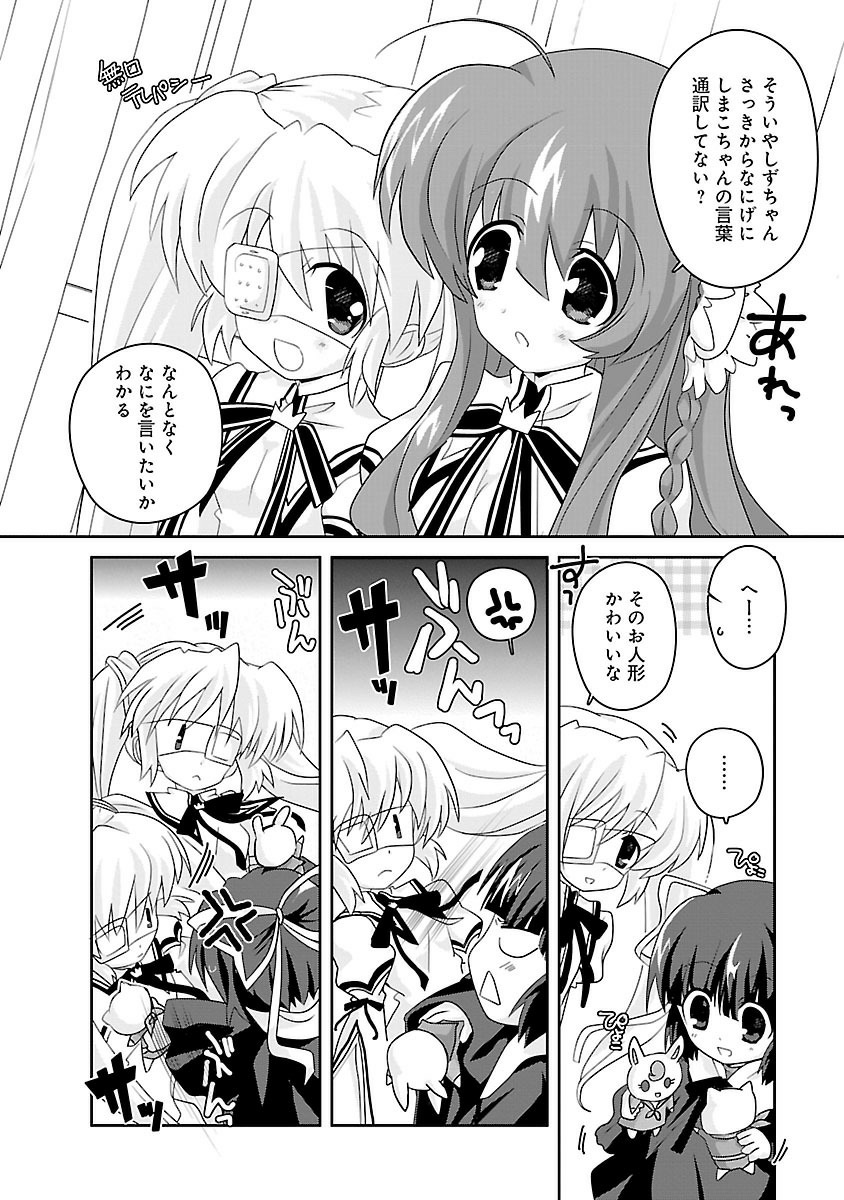 そういやしずちゃん
さっきからなにげに
しまこちゃんの言葉
通訳してない？
あれっ
無口
テレパシー
なんとなく
なにを言いたいか
わかる
へー…
すっ
そのお人形
かわいいな
……
ぴょこ
ぴょこ
ぶんっ
サッ
ぶんっ
サッ
ぶんっ
サッ